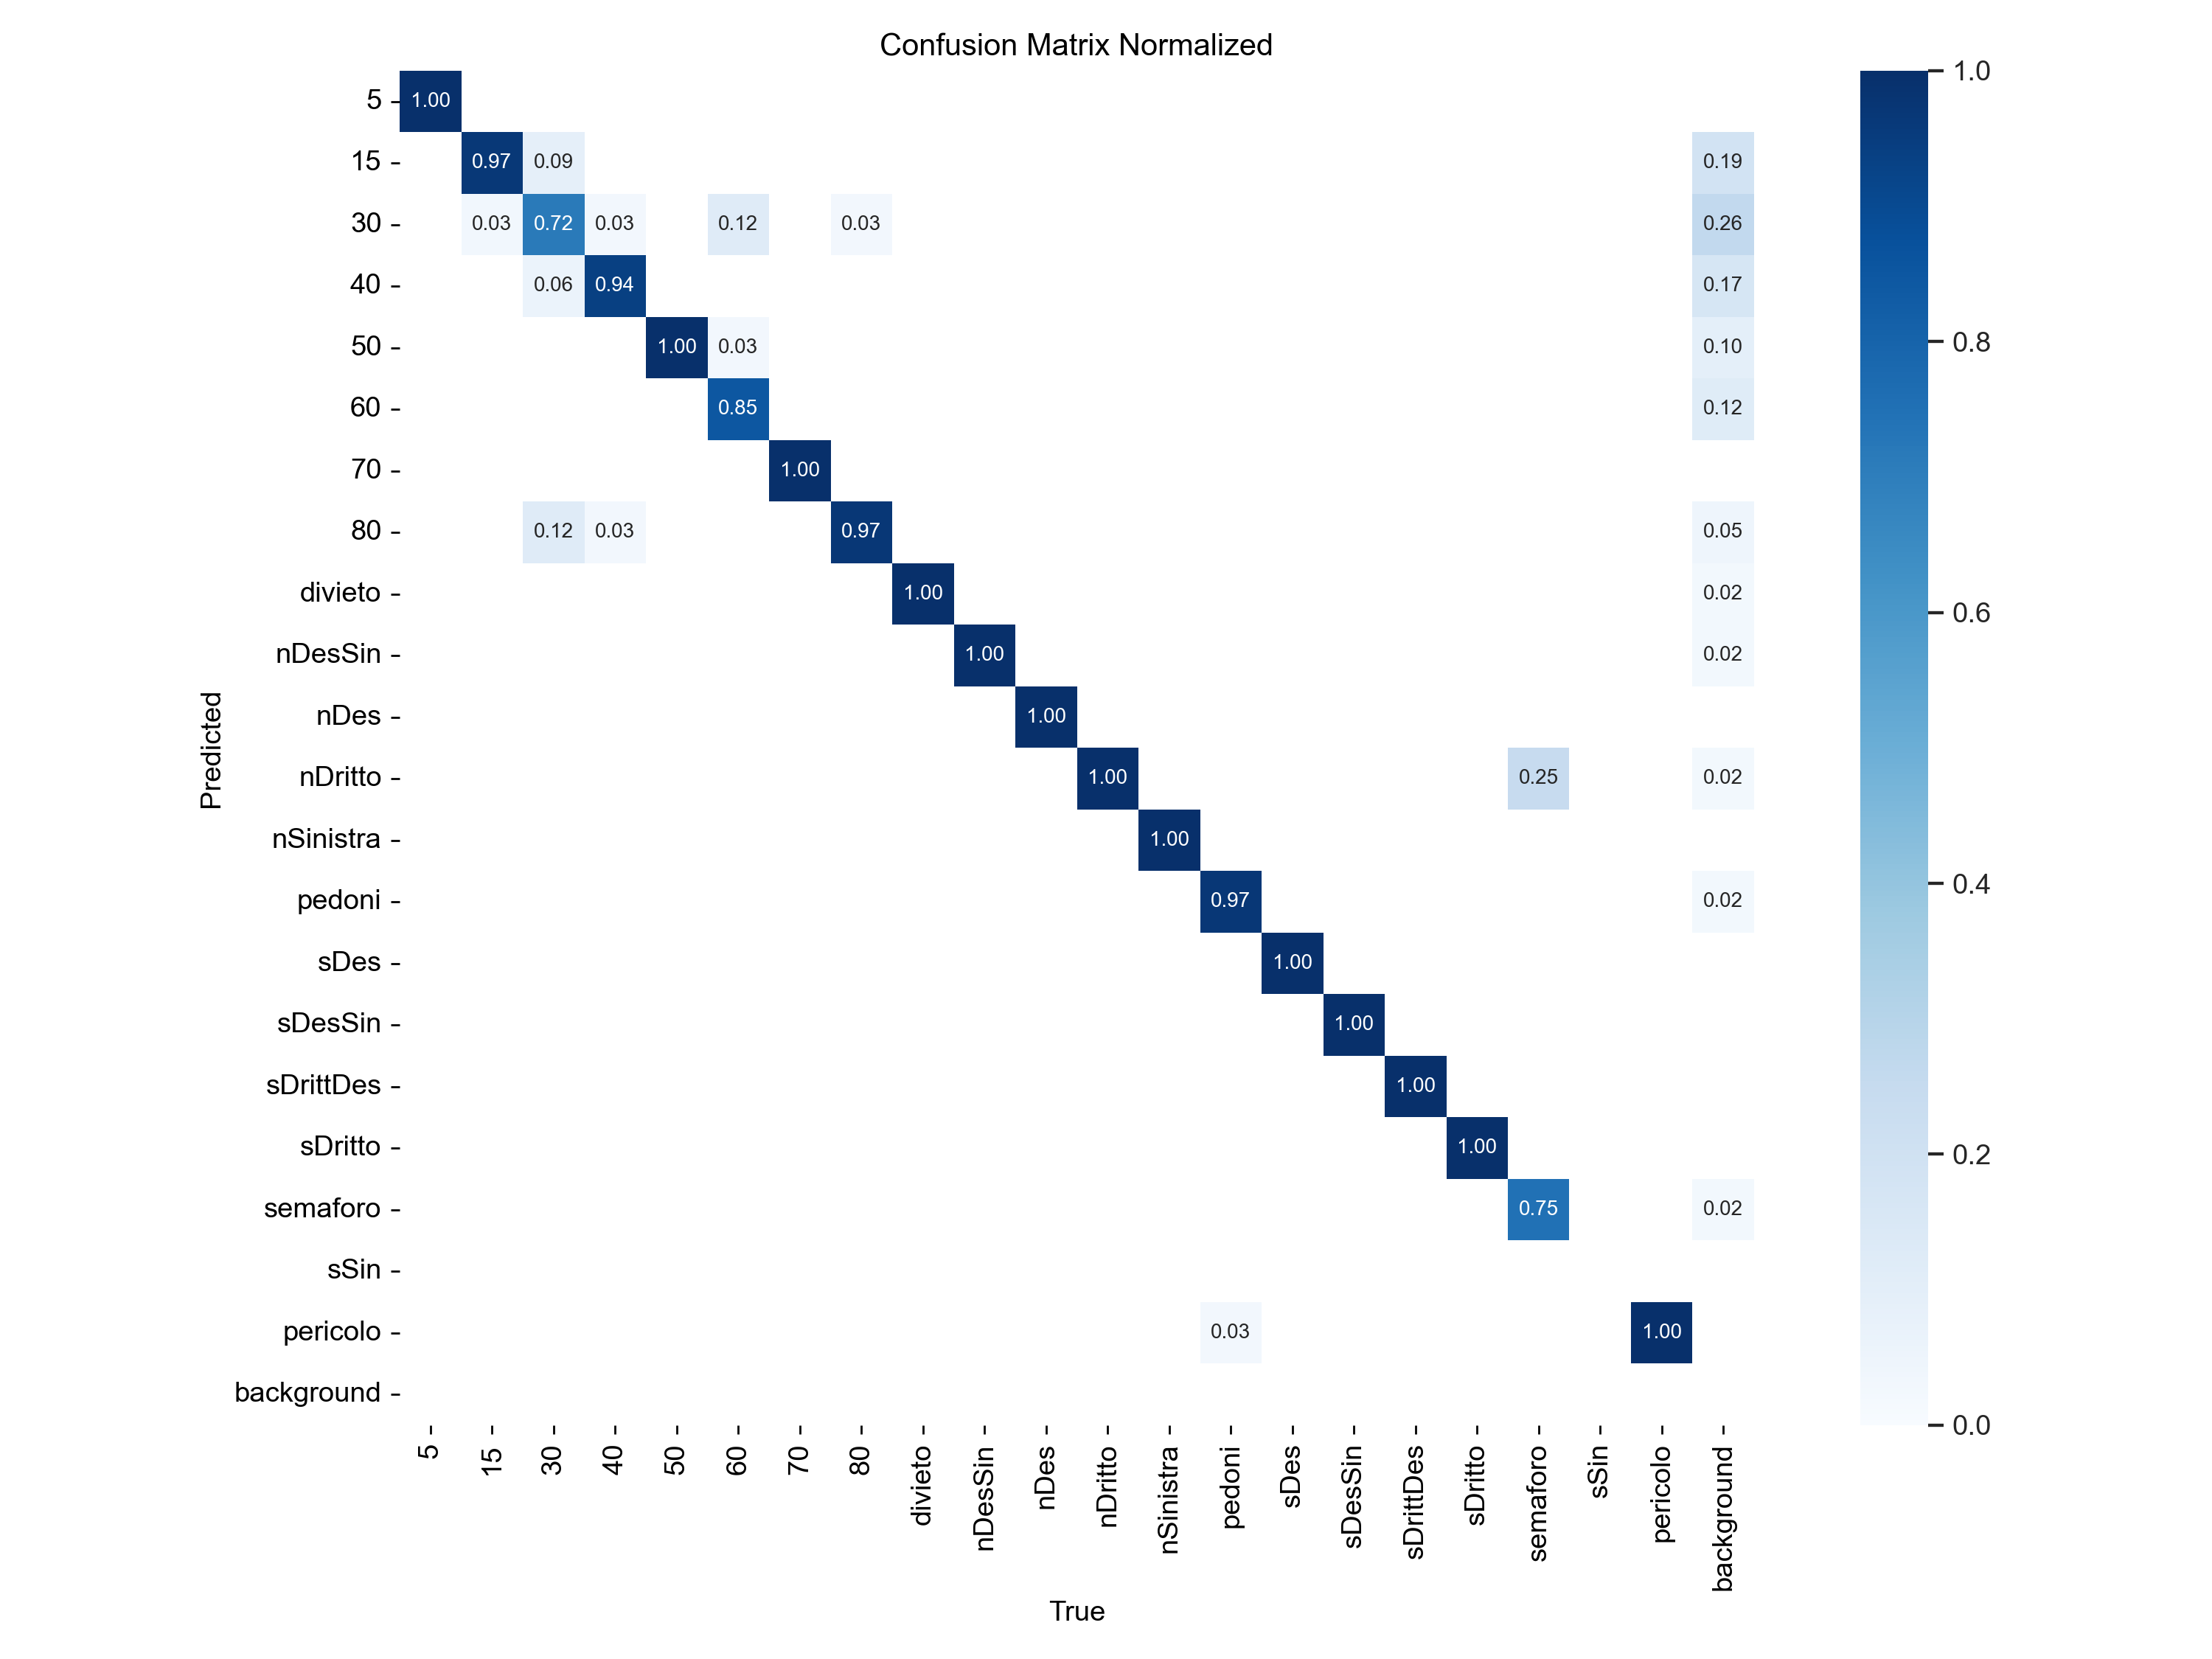 Confusion Matrix Normalized
5 1.00 1.0
15 0.97 0.09 0.19
30 0.03 0.72 0.03 0.12 0.03 0.26
40 0.06 0.94 0.17
50 1.00 0.03 0.10 0.8
60 0.85 0.12
70 1.00
80 0.12 0.03 0.97 0.05
divieto 1.00 0.02 0.6
nDesSin 1.00 0.02
nDes 1.00
Predicted
nDritto 1.00 0.25 0.02
nSinistra 1.00
pedoni 0.97 0.02 0.4
sDes 1.00
sDesSin 1.00
sDrittDes 1.00
sDritto 1.00 0.2
semaforo 0.75 0.02
sSin
pericolo 0.03 1.00
background 0.0
5 15 30 40 50 60 70 80 divieto nDesSin nDes nDritto nSinistra pedoni sDes sDesSin sDrittDes sDritto semaforo sSin pericolo background
True